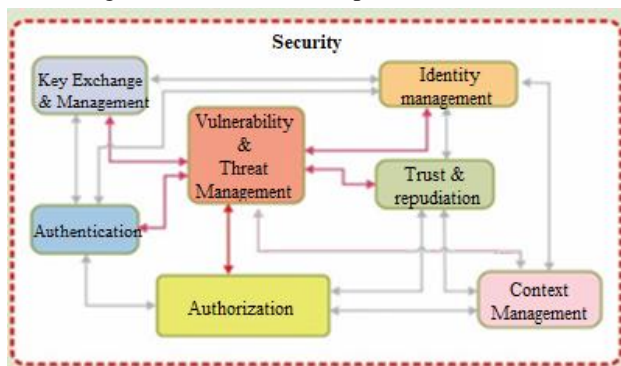 Security
Key Exchange
& Management
Identity
management
Vulnerability
&
Threat
Management
Trust &
repudiation
Authentication
Authorization
Context
Management